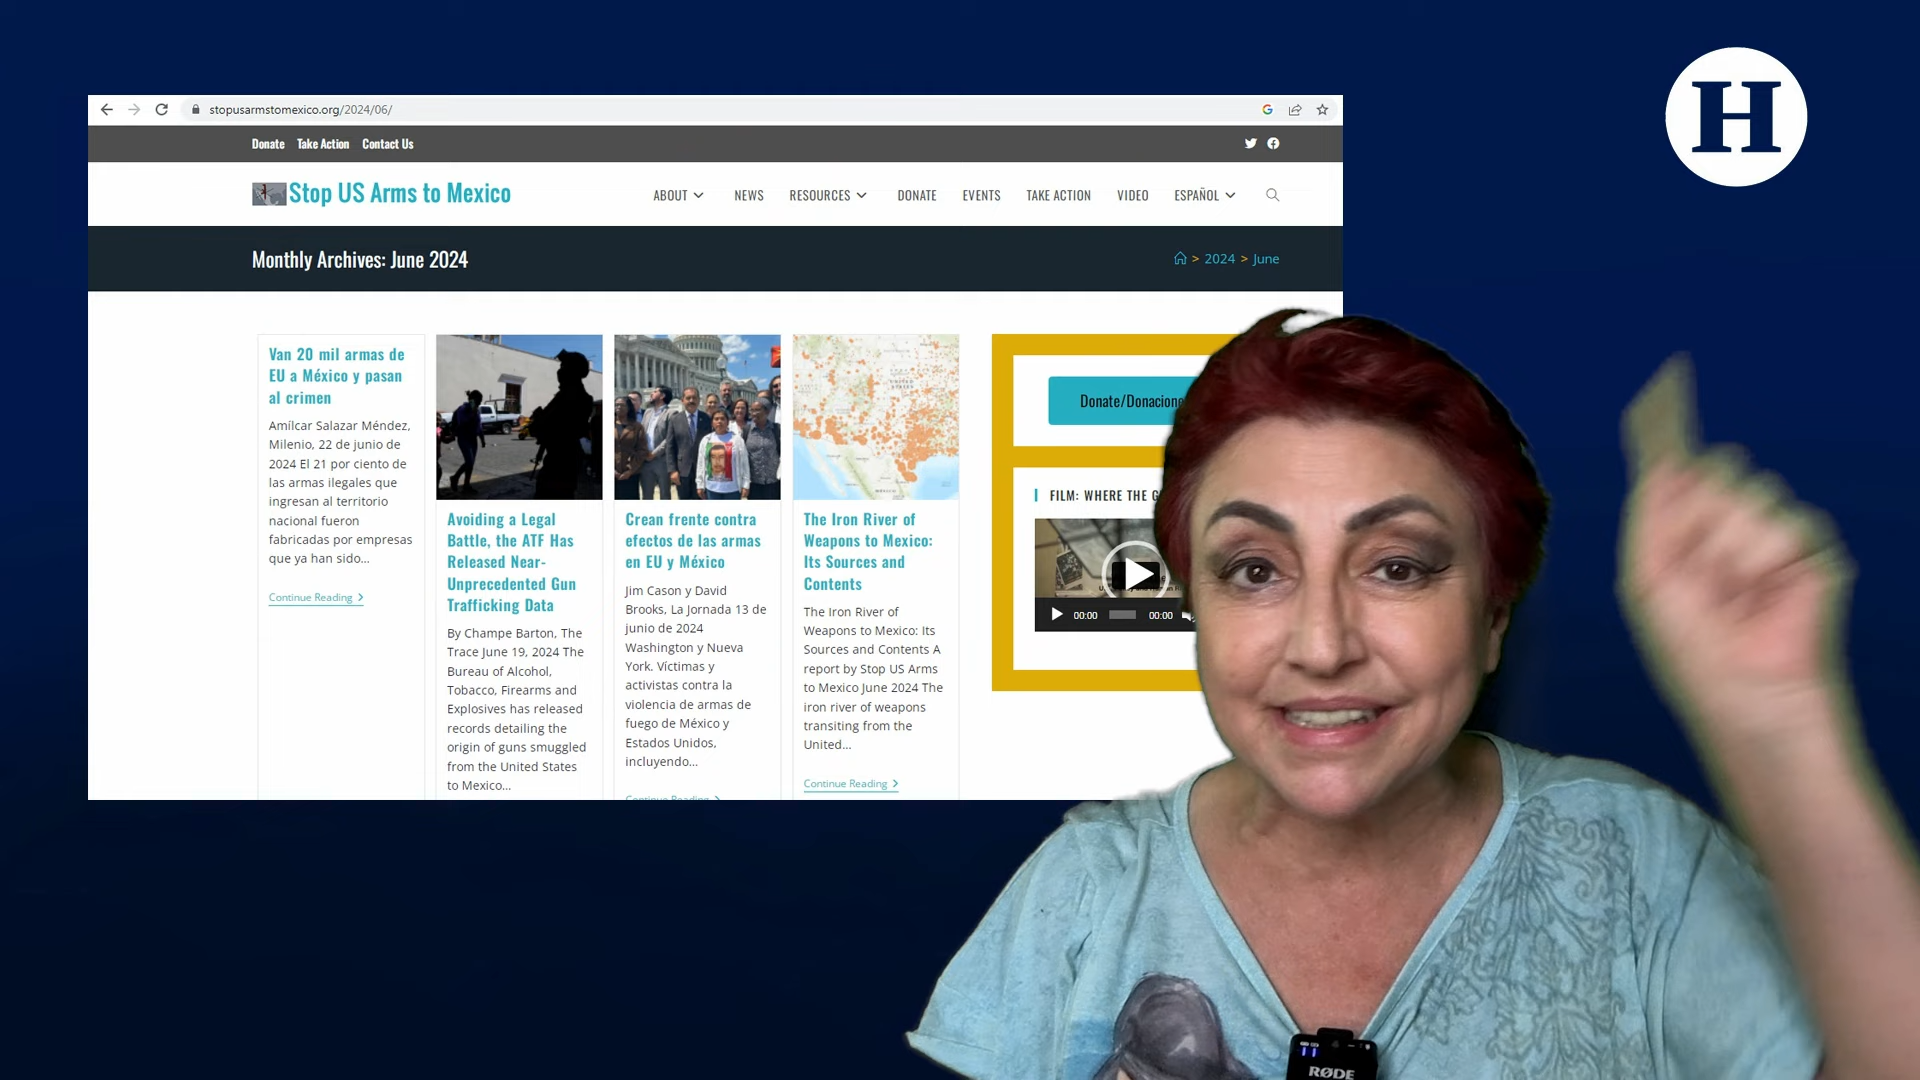 H
stopusarmstomexico.org/2024/06/
Donate Take Action Contact Us
Stop US Arms to Mexico
ABOUT NEWS RESOURCES DONATE EVENTS TAKE ACTION VIDEO ESPAÑOL
Monthly Archives: June 2024
> 2024 > June
Van 20 mil armas de
EU a México y pasan
al crimen
Amílcar Salazar Méndez,
Milenio, 22 de junio de
2024 El 21 por ciento de
las armas ilegales que
ingresan al territorio
nacional fueron
fabricadas por empresas
que ya han sido...
Continue Reading >
Avoiding a Legal
Battle, the ATF Has
Released Near-
Unprecedented Gun
Trafficking Data
By Champe Barton, The
Trace June 19, 2024 The
Bureau of Alcohol,
Tobacco, Firearms and
Explosives has released
records detailing the
origin of guns smuggled
from the United States
to Mexico...
Crean frente contra
efectos de las armas
en EU y México
Jim Cason y David
Brooks, La Jornada 13 de
junio de 2024
Washington y Nueva
York. Víctimas y
activistas contra la
violencia de armas de
fuego de México y
Estados Unidos,
incluyendo...
Continue Reading >
The Iron River of
Weapons to Mexico:
Its Sources and
Contents
The Iron River of
Weapons to Mexico: Its
Sources and Contents A
report by Stop US Arms
to Mexico June 2024 The
iron river of weapons
transiting from the
United...
Continue Reading >
Donate/Donacione
FILM: WHERE THE G
00:00 00:00
RØDE